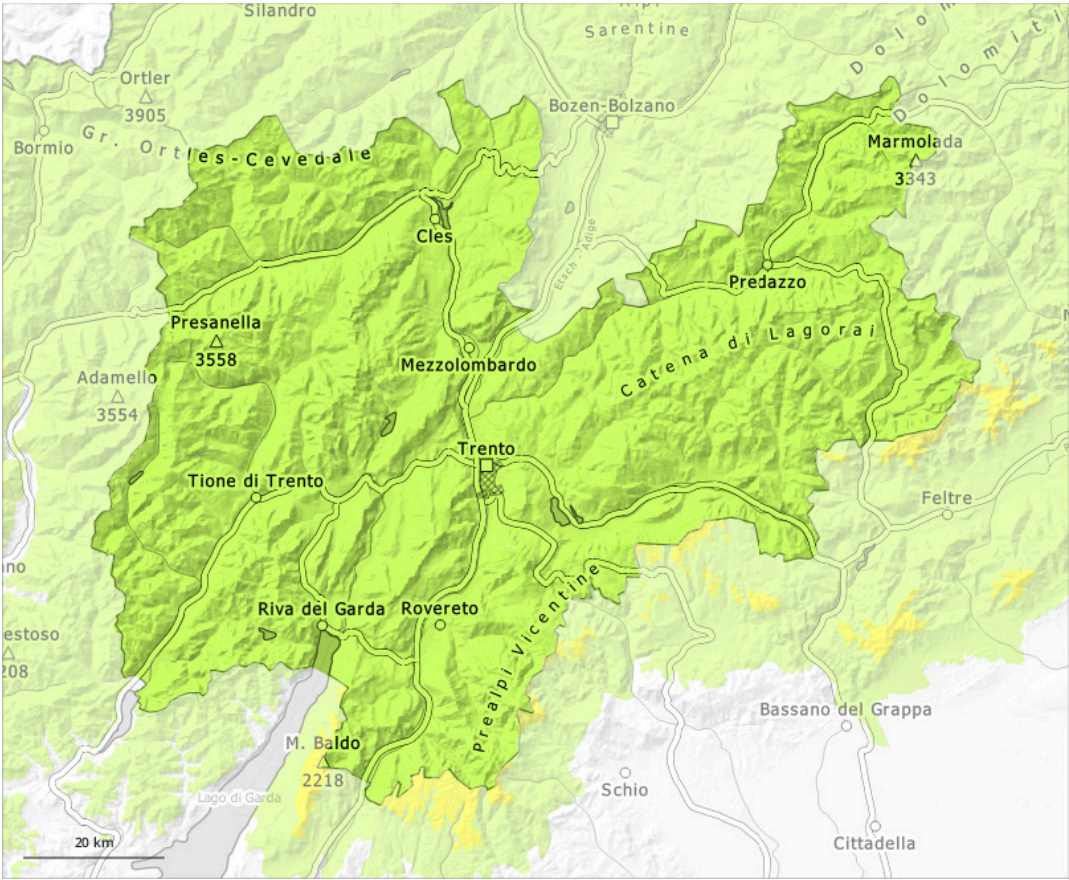 Silandro
Sarentine
Dolomiti
Ortler
3905
Bozen-Bolzano
Bormio
Gr. Ortles-Cevedale
Marmolada
3343
Cles
Etsch - Adige
Predazzo
Presanella
3558
Catena di Lagorai
Mezzolombardo
Adamello
3554
Trento
Tione di Trento
Feltre
Riva del Garda
Rovereto
Prealpi Vicentine
estoso
208
Bassano del Grappa
M. Baldo
2218
Schio
Lago di Garda
20 km
Cittadella